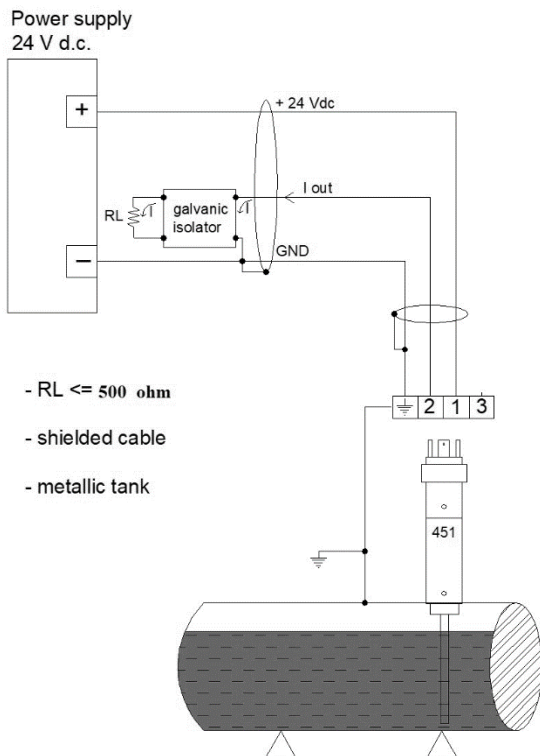 Power supply
24 V d.c.
+
+ 24 Vdc
I out
RL
I
galvanic
isolator
I
GND
−
- RL <= 500 ohm
2 1 3
- shielded cable
- metallic tank
451